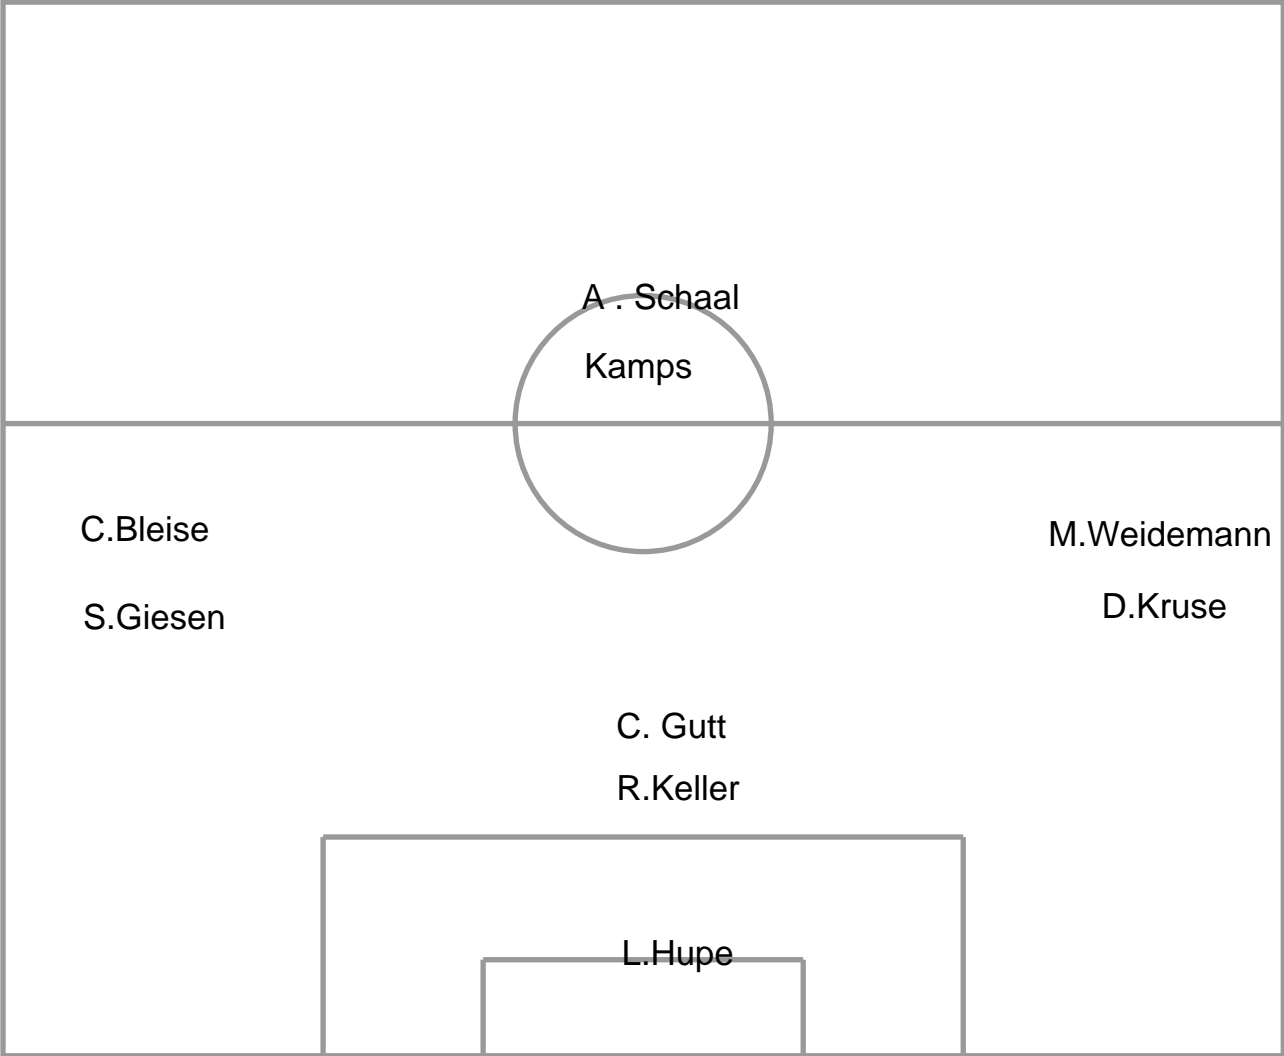 A . Schaal
Kamps
C.Bleise
M.Weidemann
S.Giesen
D.Kruse
C. Gutt
R.Keller
L.Hupe